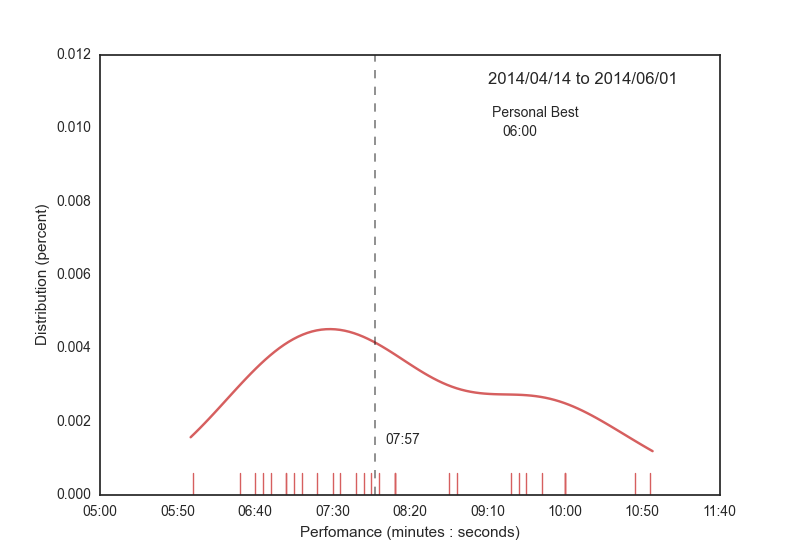 2014/04/14 to 2014/06/01
Personal Best
06:00
0.012
0.010
0.008
0.006
0.004
0.002
0.000
Distribution (percent)
07:57
05:00 05:50 06:40 07:30 08:20 09:10 10:00 10:50 11:40
Perfomance (minutes : seconds)